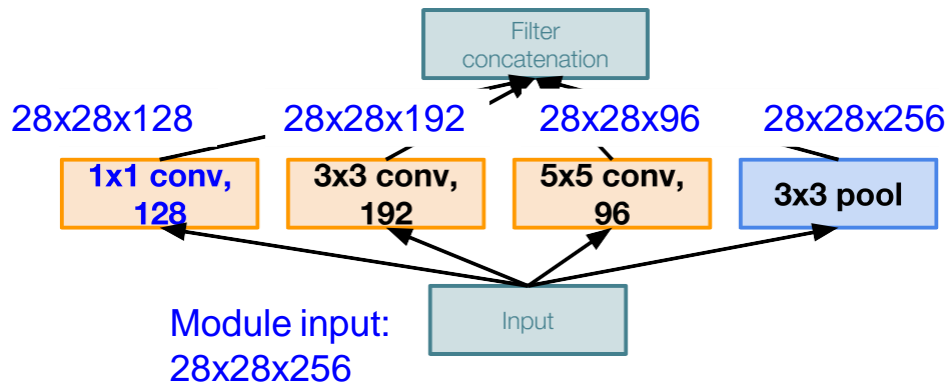 Filter
concatenation
28x28x128
28x28x192
28x28x96
28x28x256
1x1 conv,
128
3x3 conv,
192
5x5 conv,
96
3x3 pool
Input
Module input:
28x28x256